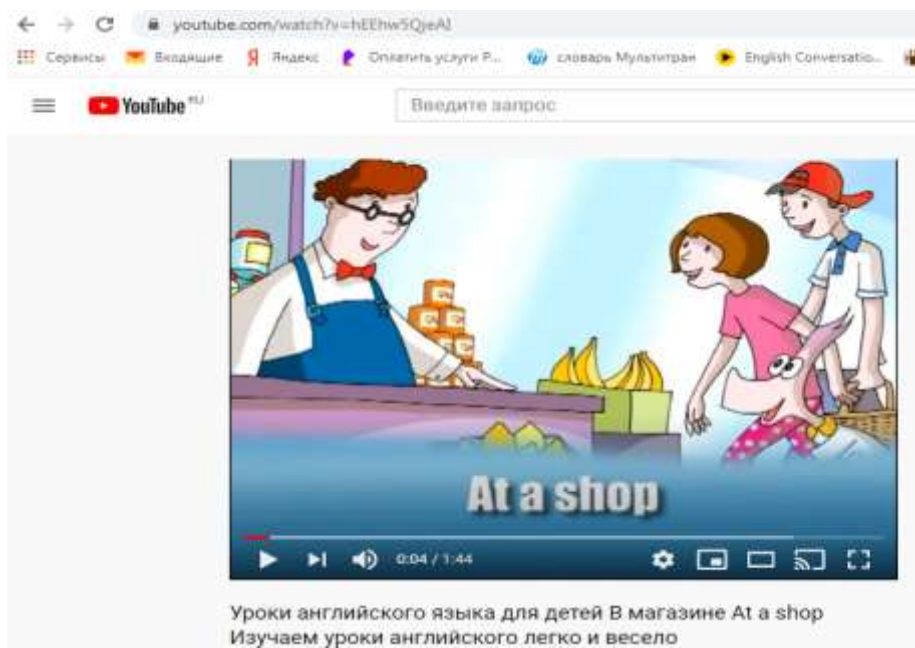 youtube.com/watch?v=hEEhw5QjeAI
Сервисы Входящие Яндекс Оплатить услуги Р... словарь Мультитран English Conversatio...
YouTube RU Введите запрос
At a shop
0:04 / 1:44
Уроки английского языка для детей В магазине At a shop
Изучаем уроки английского легко и весело